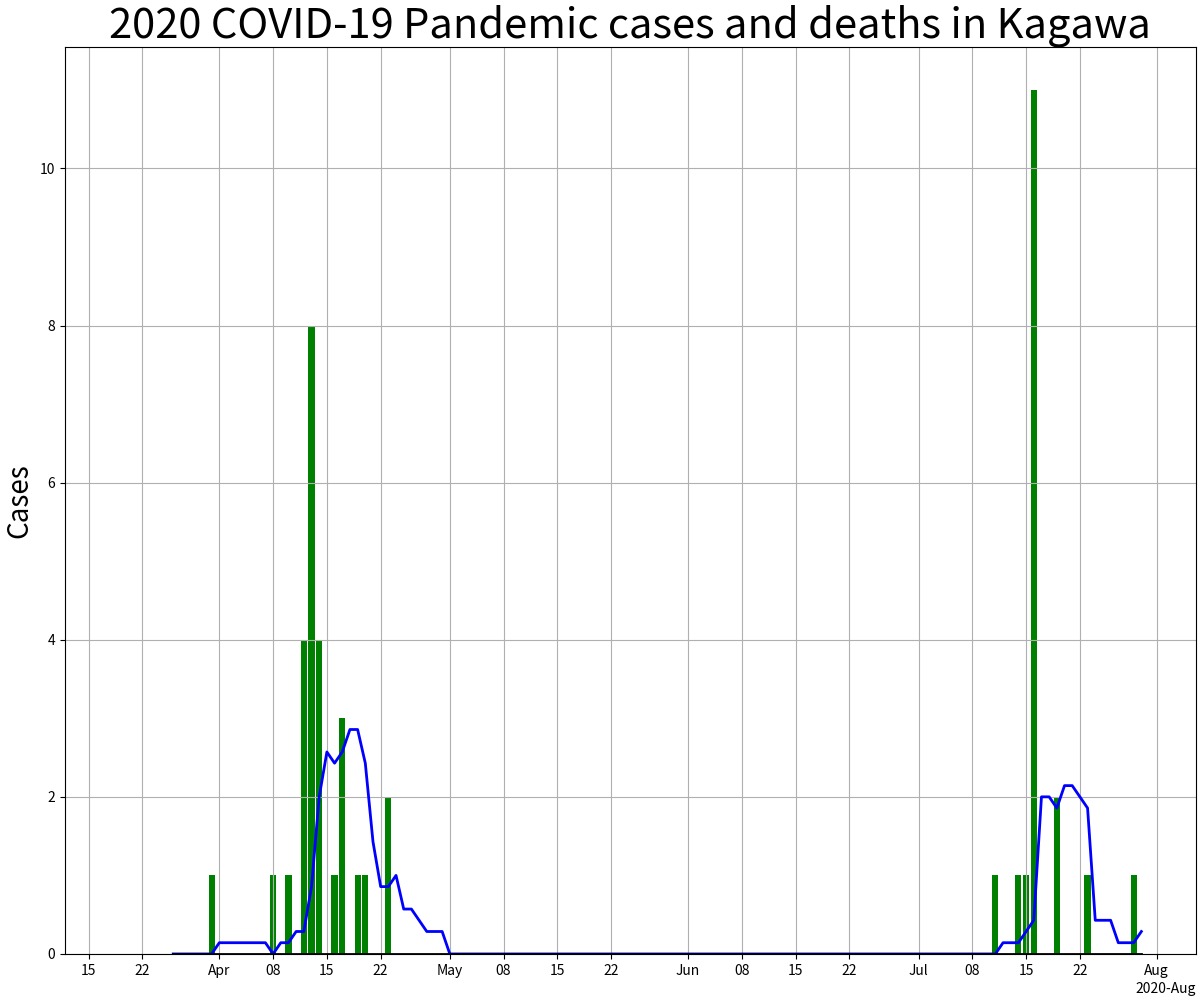 2020 COVID-19 Pandemic cases and deaths in Kagawa
Cases
10
8
6
4
2
0
15 22 Apr 08 15 22 May 08 15 22 Jun 08 15 22 Jul 08 15 22 Aug
2020-Aug